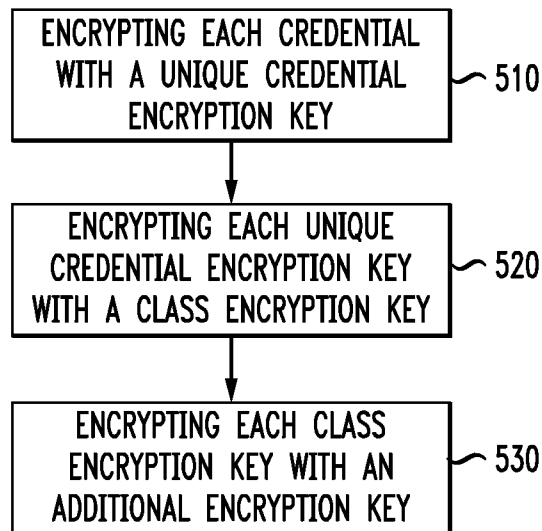 ENCRYPTING EACH CREDENTIAL
WITH A UNIQUE CREDENTIAL
ENCRYPTION KEY
510
ENCRYPTING EACH UNIQUE
CREDENTIAL ENCRYPTION KEY
WITH A CLASS ENCRYPTION KEY
520
ENCRYPTING EACH CLASS
ENCRYPTION KEY WITH AN
ADDITIONAL ENCRYPTION KEY
530